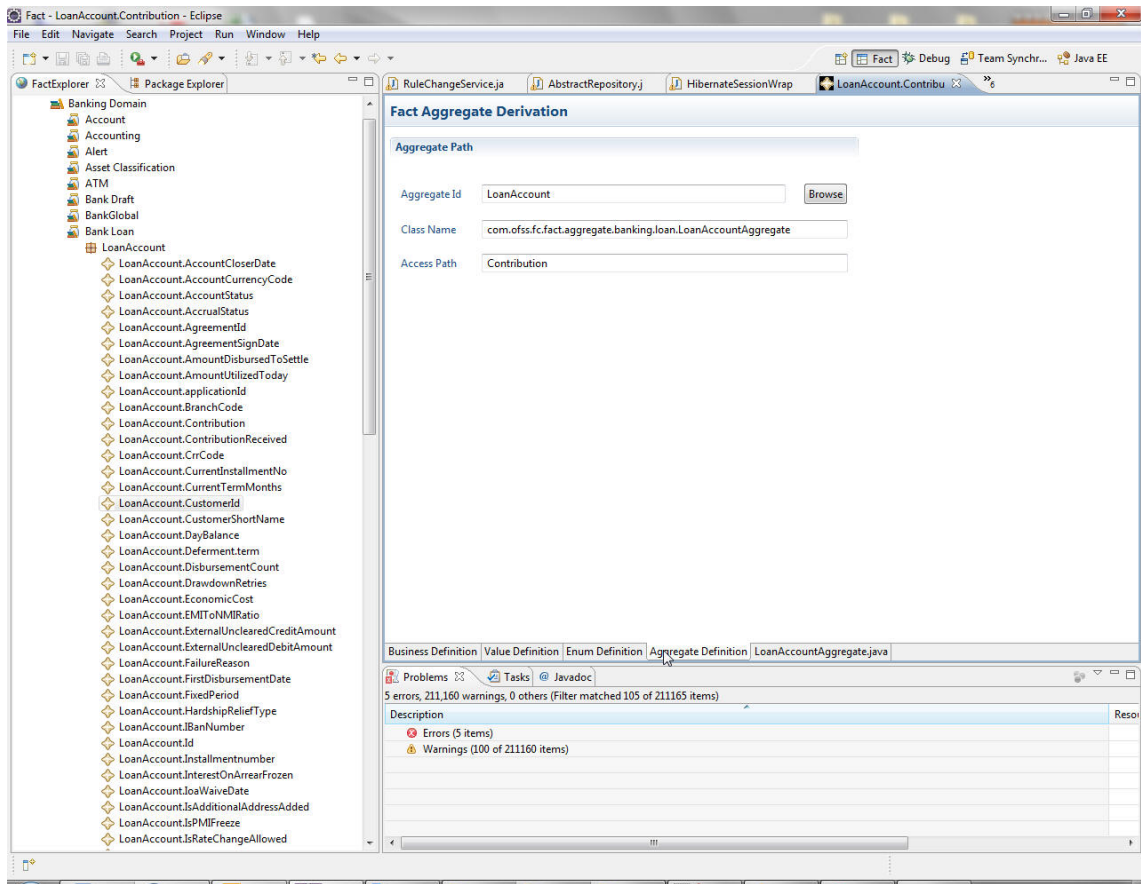 Fact - LoanAccount.Contribution - Eclipse
File Edit Navigate Search Project Run Window Help
Fact Debug Team Synchr... Java EE
FactExplorer Package Explorer
RuleChangeService.ja AbstractRepository.j HibernateSessionWrap LoanAccount.Contribu »6
Banking Domain
Account
Accounting
Alert
Asset Classification
ATM
Bank Draft
BankGlobal
Bank Loan
LoanAccount
LoanAccount.AccountCloserDate
LoanAccount.AccountCurrencyCode
LoanAccount.AccountStatus
LoanAccount.AccrualStatus
LoanAccount.AgreementId
LoanAccount.AgreementSignDate
LoanAccount.AmountDisbursedToSettle
LoanAccount.AmountUtilizedToday
LoanAccount.applicationId
LoanAccount.BranchCode
LoanAccount.Contribution
LoanAccount.ContributionReceived
LoanAccount.CrrCode
LoanAccount.CurrentInstallmentNo
LoanAccount.CurrentTermMonths
LoanAccount.CustomerId
LoanAccount.CustomerShortName
LoanAccount.DayBalance
LoanAccount.Deferment.term
LoanAccount.DisbursementCount
LoanAccount.DrawdownRetries
LoanAccount.EconomicCost
LoanAccount.EMIToNMIRatio
LoanAccount.ExternalUnclearedCreditAmount
LoanAccount.ExternalUnclearedDebitAmount
LoanAccount.FailureReason
LoanAccount.FirstDisbursementDate
LoanAccount.FixedPeriod
LoanAccount.HardshipReliefType
LoanAccount.IBanNumber
LoanAccount.Id
LoanAccount.Installmentnumber
LoanAccount.InterestOnArrearFrozen
LoanAccount.IoaWaiveDate
LoanAccount.IsAdditionalAddressAdded
LoanAccount.IsPMIFreeze
LoanAccount.IsRateChangeAllowed
Fact Aggregate Derivation
Aggregate Path
Aggregate Id LoanAccount Browse
Class Name com.ofss.fc.fact.aggregate.banking.loan.LoanAccountAggregate
Access Path Contribution
Business Definition Value Definition Enum Definition Aggregate Definition LoanAccountAggregate.java
Problems Tasks @ Javadoc
5 errors, 211,160 warnings, 0 others (Filter matched 105 of 211165 items)
Description Resou
Errors (5 items)
Warnings (100 of 211160 items)